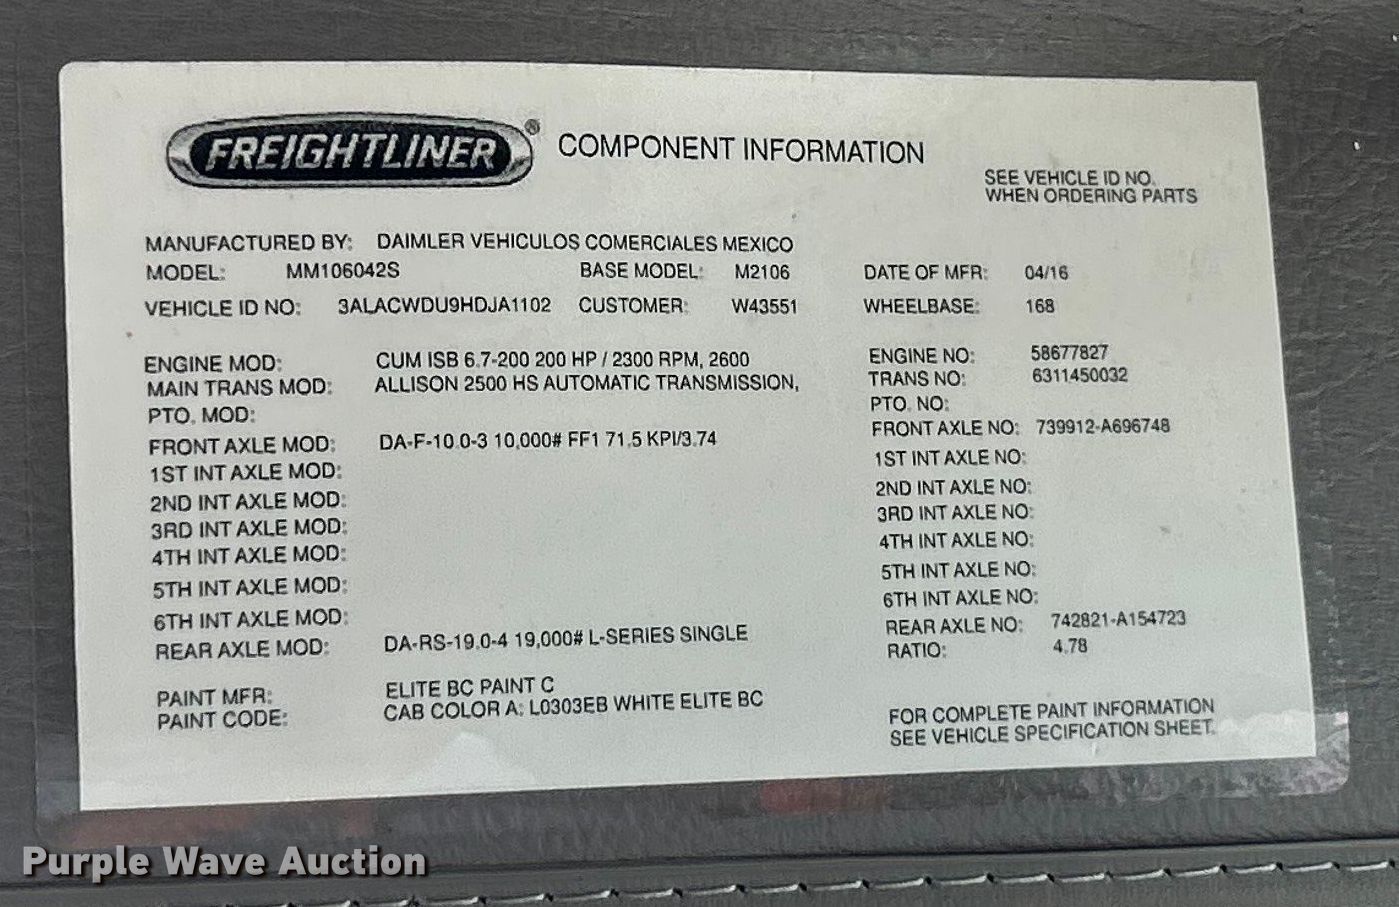 FREIGHTLINER® COMPONENT INFORMATION
SEE VEHICLE ID NO.
WHEN ORDERING PARTS
MANUFACTURED BY: DAIMLER VEHICULOS COMERCIALES MEXICO
MODEL: MM106042S BASE MODEL: M2106 DATE OF MFR: 04/16
VEHICLE ID NO: 3ALACWDU9HDJA1102 CUSTOMER: W43551 WHEELBASE: 168
ENGINE MOD: CUM ISB 6.7-200 200 HP / 2300 RPM, 2600 ENGINE NO: 58677827
MAIN TRANS MOD: ALLISON 2500 HS AUTOMATIC TRANSMISSION, TRANS NO: 6311450032
PTO. MOD: PTO. NO:
FRONT AXLE MOD: DA-F-10.0-3 10,000# FF1 71.5 KPI/3.74 FRONT AXLE NO: 739912-A696748
1ST INT AXLE MOD: 1ST INT AXLE NO:
2ND INT AXLE MOD: 2ND INT AXLE NO:
3RD INT AXLE MOD: 3RD INT AXLE NO:
4TH INT AXLE MOD: 4TH INT AXLE NO:
5TH INT AXLE MOD: 5TH INT AXLE NO:
6TH INT AXLE MOD: 6TH INT AXLE NO:
REAR AXLE MOD: DA-RS-19.0-4 19,000# L-SERIES SINGLE REAR AXLE NO: 742821-A154723
RATIO: 4.78
PAINT MFR: ELITE BC PAINT C
PAINT CODE: CAB COLOR A: L0303EB WHITE ELITE BC
FOR COMPLETE PAINT INFORMATION
SEE VEHICLE SPECIFICATION SHEET.
Purple Wave Auction